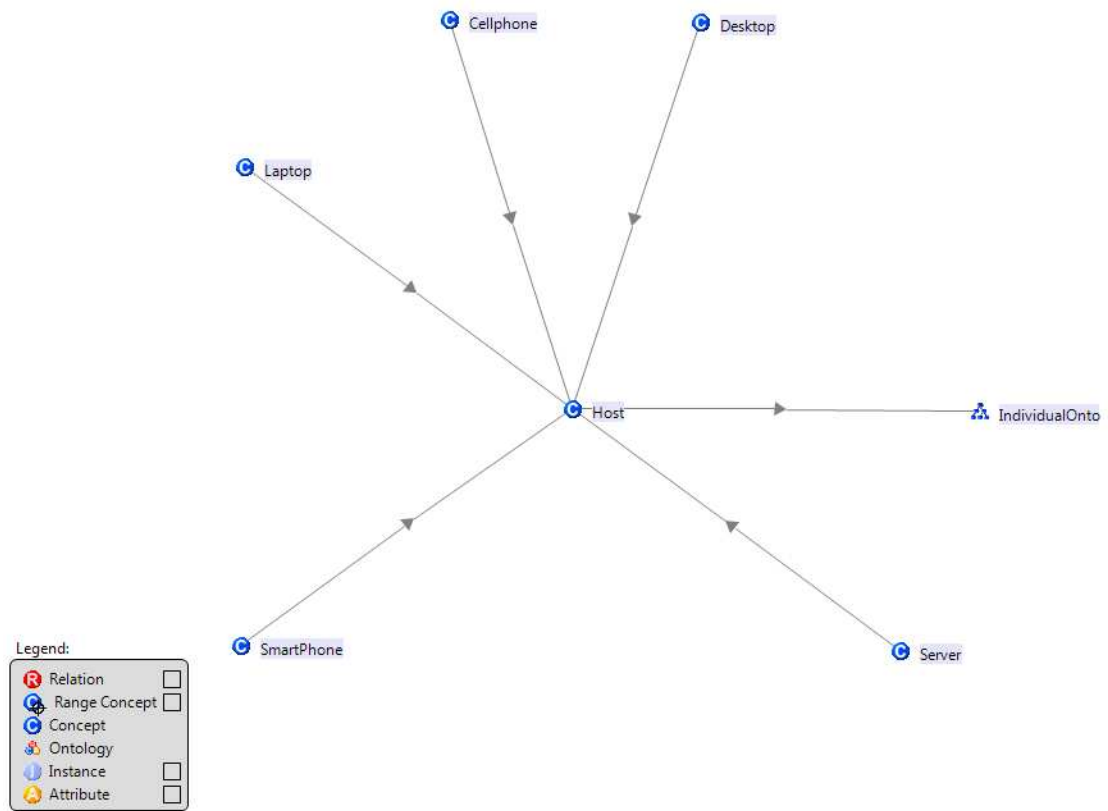 Cellphone
Desktop
Laptop
Host
IndividualOnto
SmartPhone
Server
Legend:
R Relation
C Range Concept
C Concept
Ontology
I Instance
A Attribute